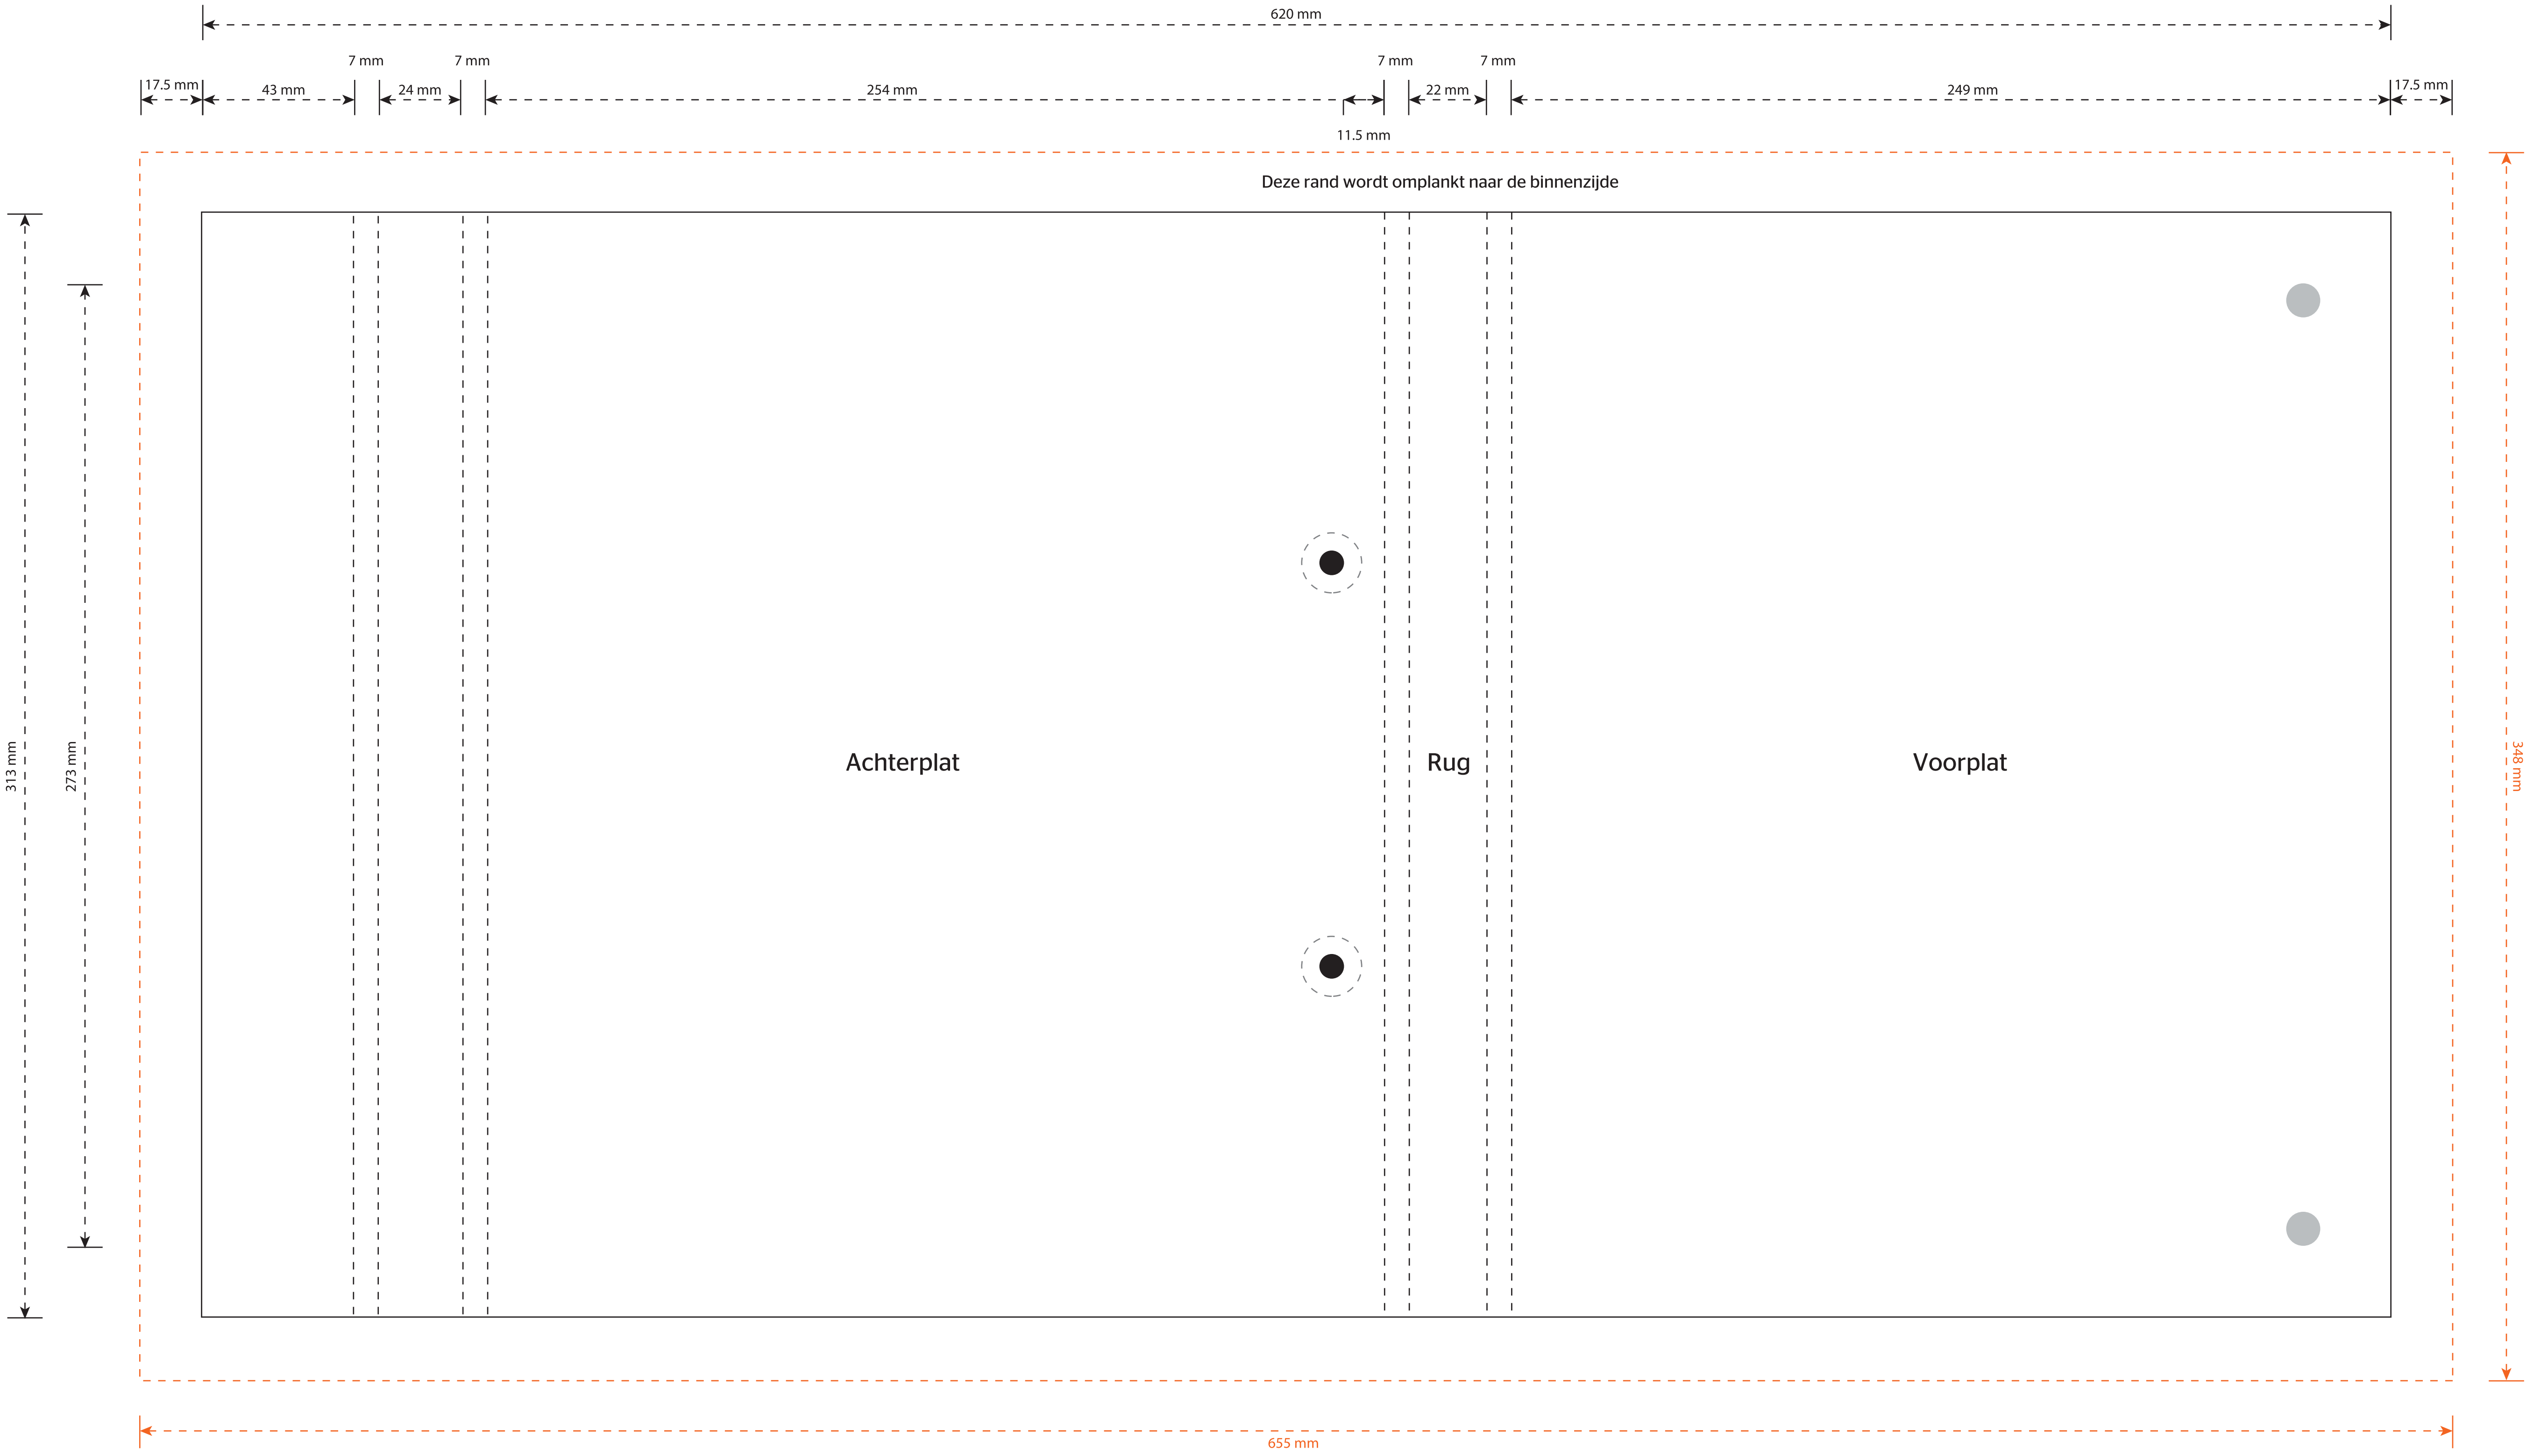 620 mm
7 mm
7 mm
7 mm
7 mm
17.5 mm
43 mm
24 mm
254 mm
22 mm
249 mm
17.5 mm
11.5 mm
Deze rand wordt omplankt naar de binnenzijde
313 mm
273 mm
Achterplat
Rug
Voorplat
348 mm
655 mm